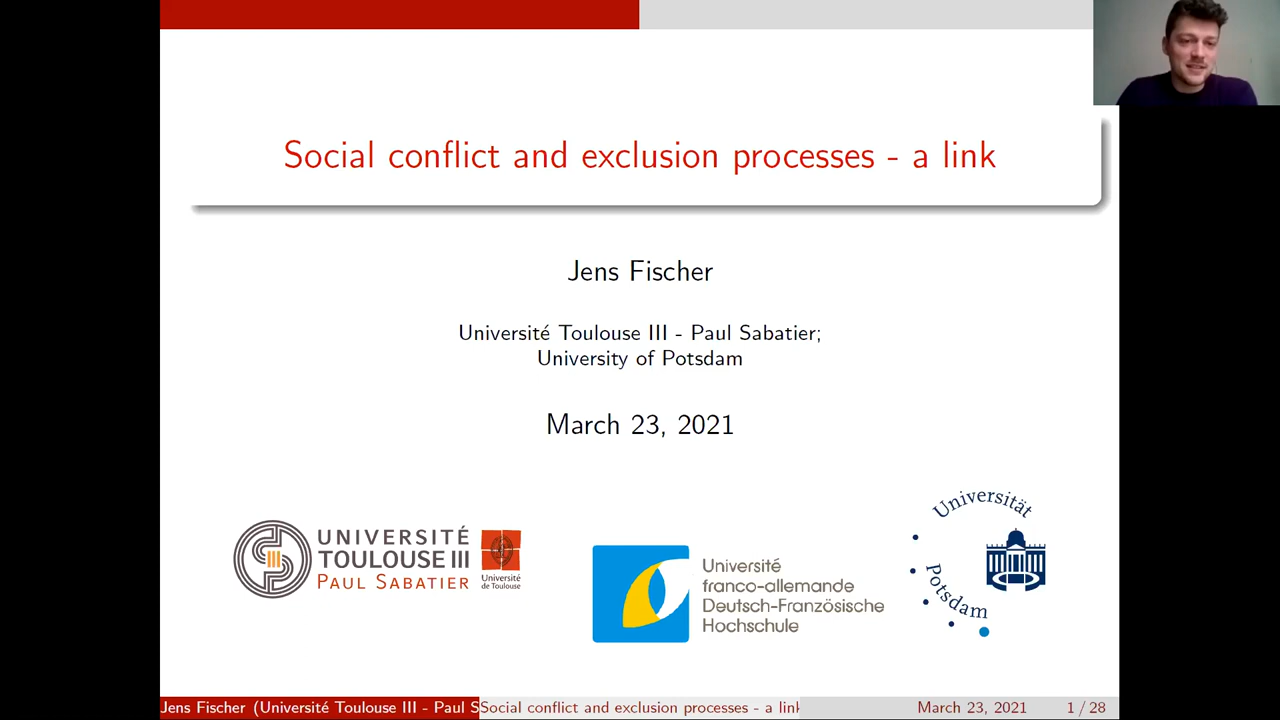 Social conflict and exclusion processes - a link
Jens Fischer
Université Toulouse III - Paul Sabatier;
University of Potsdam
March 23, 2021
UNIVERSITÉ
TOULOUSE III
PAUL SABATIER
Université
de Toulouse
Université
franco-allemande
Deutsch-Französische
Hochschule
Universität
Potsdam
Jens Fischer (Université Toulouse III - Paul S
Social conflict and exclusion processes - a link
March 23, 2021
1 / 28